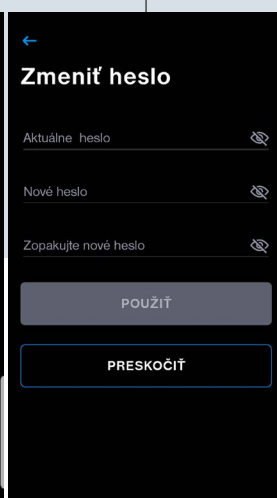 Zmeniť heslo
Aktuálne heslo
Nové heslo
Zopakujte nové heslo
POUŽIŤ
PRESKOČIŤ